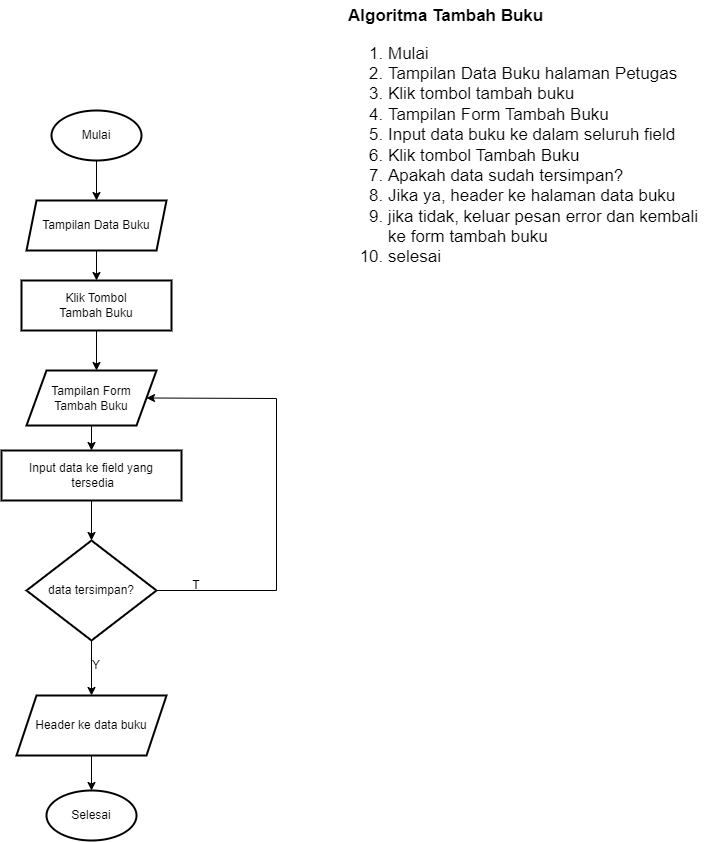 Algoritma Tambah Buku
1. Mulai
2. Tampilan Data Buku halaman Petugas
3. Klik tombol tambah buku
4. Tampilan Form Tambah Buku
5. Input data buku ke dalam seluruh field
6. Klik tombol Tambah Buku
7. Apakah data sudah tersimpan?
8. Jika ya, header ke halaman data buku
9. jika tidak, keluar pesan error dan kembali
ke form tambah buku
10. selesai
Mulai
Tampilan Data Buku
Klik Tombol
Tambah Buku
Tampilan Form
Tambah Buku
Input data ke field yang
tersedia
data tersimpan?
T
Y
Header ke data buku
Selesai